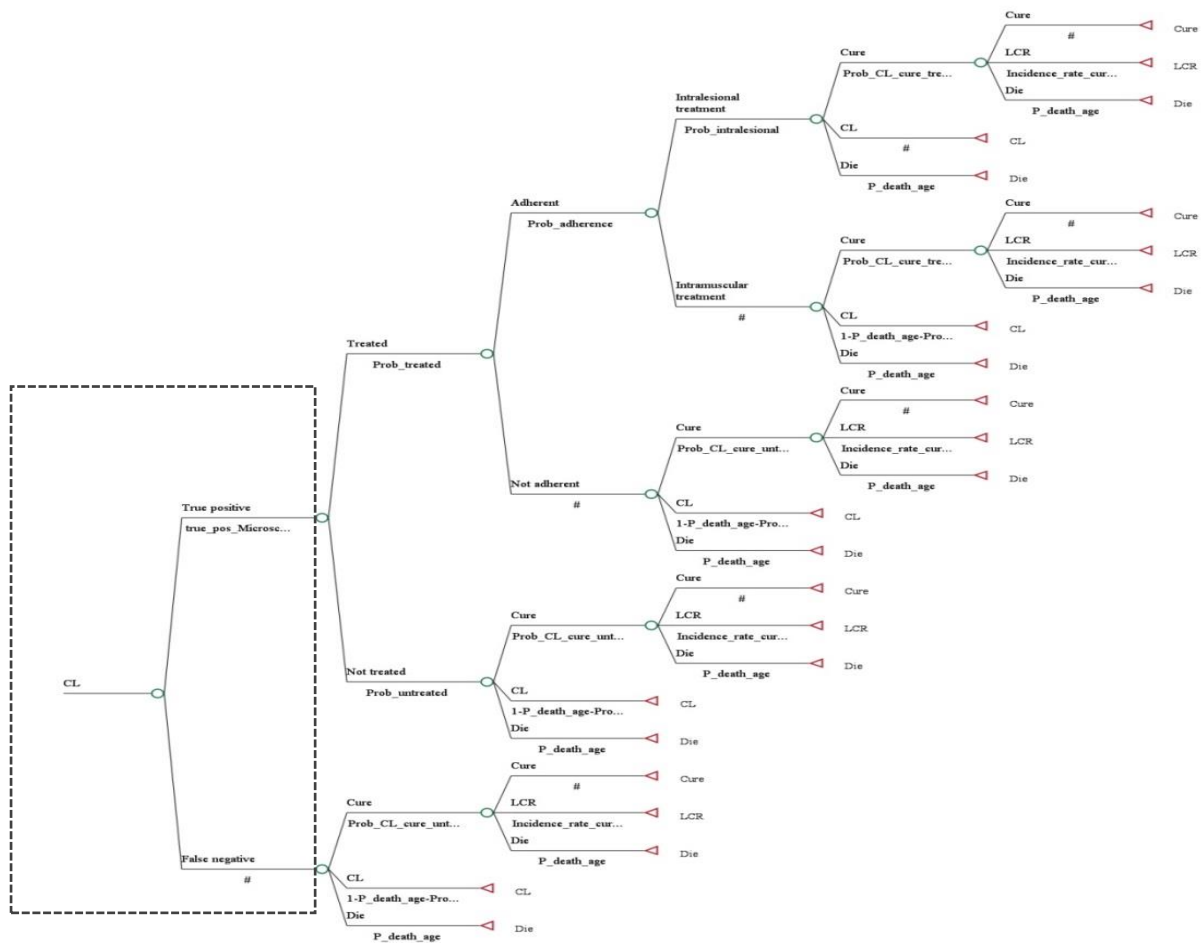 Cure
#
Cure
Cure
Prob_CL_cure_tre...
LCR
Incidence_rate_cur...
LCR
Die
P_death_age
Die
Intralesional
treatment
Prob_intralesional
CL
#
CL
Die
P_death_age
Die
Adherent
Prob_adherence
Cure
#
Cure
Cure
Prob_CL_cure_tre...
LCR
Incidence_rate_cur...
LCR
Die
P_death_age
Die
Intramuscular
treatment
#
CL
1-P_death_age-Pro...
CL
Die
P_death_age
Die
Treated
Prob_treated
Cure
#
Cure
Cure
Prob_CL_cure_unt...
LCR
Incidence_rate_cur...
LCR
Die
P_death_age
Die
Not adherent
#
CL
1-P_death_age-Pro...
CL
Die
P_death_age
Die
True positive
true_pos_Microsc...
Cure
#
Cure
Cure
Prob_CL_cure_unt...
LCR
Incidence_rate_cur...
LCR
Die
P_death_age
Die
Not treated
Prob_untreated
CL
1-P_death_age-Pro...
CL
Die
P_death_age
Die
CL
Cure
#
Cure
Cure
Prob_CL_cure_unt...
LCR
Incidence_rate_cur...
LCR
Die
P_death_age
Die
False negative
#
CL
1-P_death_age-Pro...
CL
Die
P_death_age
Die